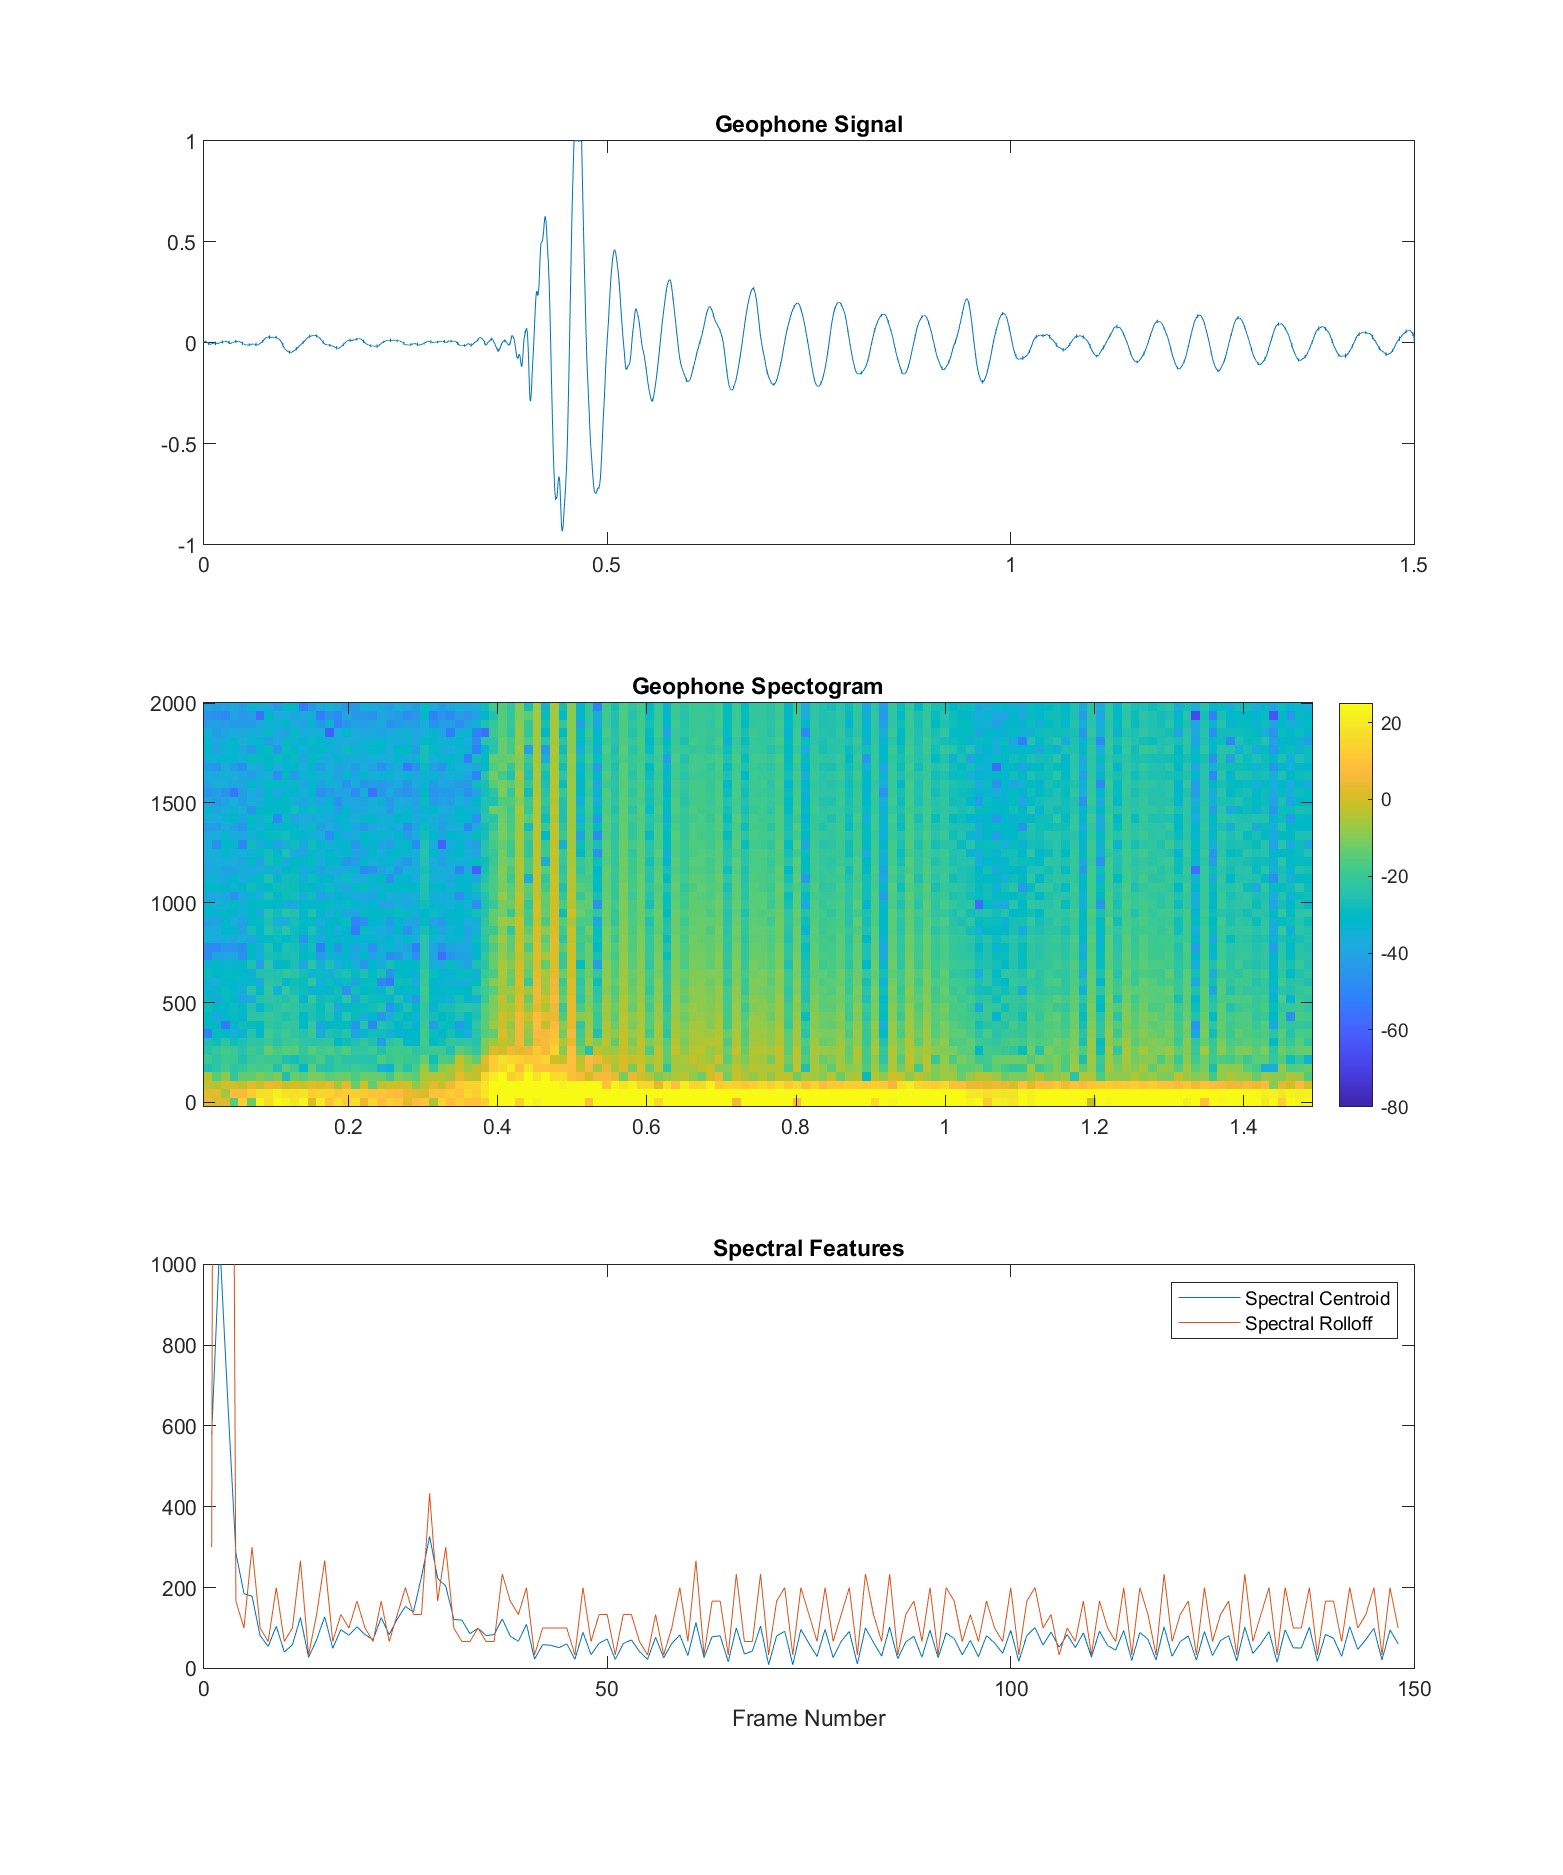 Geophone Signal
1
0.5
0
-0.5
-1
0 0.5 1 1.5
Geophone Spectogram
2000
1500
1000
500
0
20
0
-20
-40
-60
-80
0.2 0.4 0.6 0.8 1 1.2 1.4
Spectral Features
1000
800
600
400
200
0
Spectral Centroid
Spectral Rolloff
0 50 100 150
Frame Number